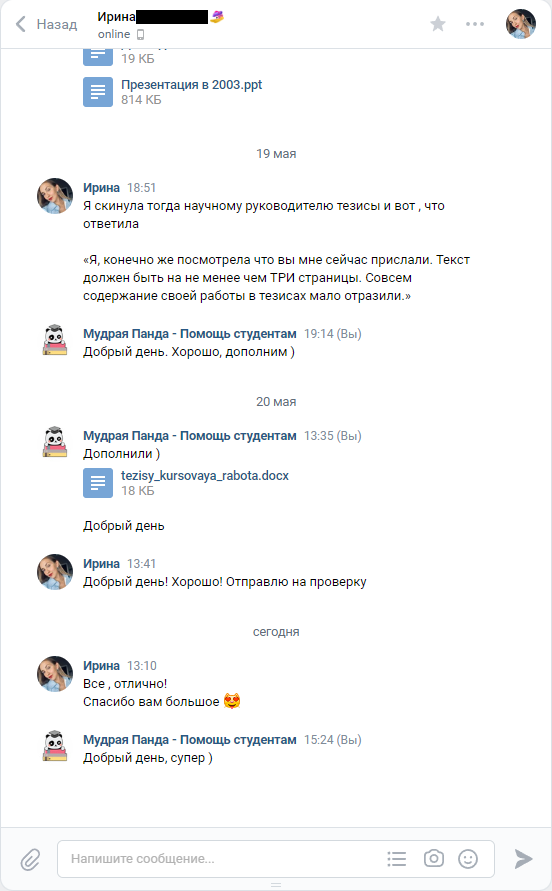 Назад
Ирина
online
19 КБ
Презентация в 2003.ppt
814 КБ
19 мая
Ирина 18:51
Я скинула тогда научному руководителю тезисы и вот , что
ответила
«Я, конечно же посмотрела что вы мне сейчас прислали. Текст
должен быть на не менее чем ТРИ страницы. Совсем
содержание своей работы в тезисах мало отразили.»
Мудрая Панда - Помощь студентам 19:14 (Вы)
Добрый день. Хорошо, дополним )
20 мая
Мудрая Панда - Помощь студентам 13:35 (Вы)
Дополнили )
tezisy_kursovaya_rabota.docx
18 КБ
Добрый день
Ирина 13:41
Добрый день! Хорошо! Отправлю на проверку
сегодня
Ирина 13:10
Все , отлично!
Спасибо вам большое 😍
Мудрая Панда - Помощь студентам 15:24 (Вы)
Добрый день, супер )
Напишите сообщение...